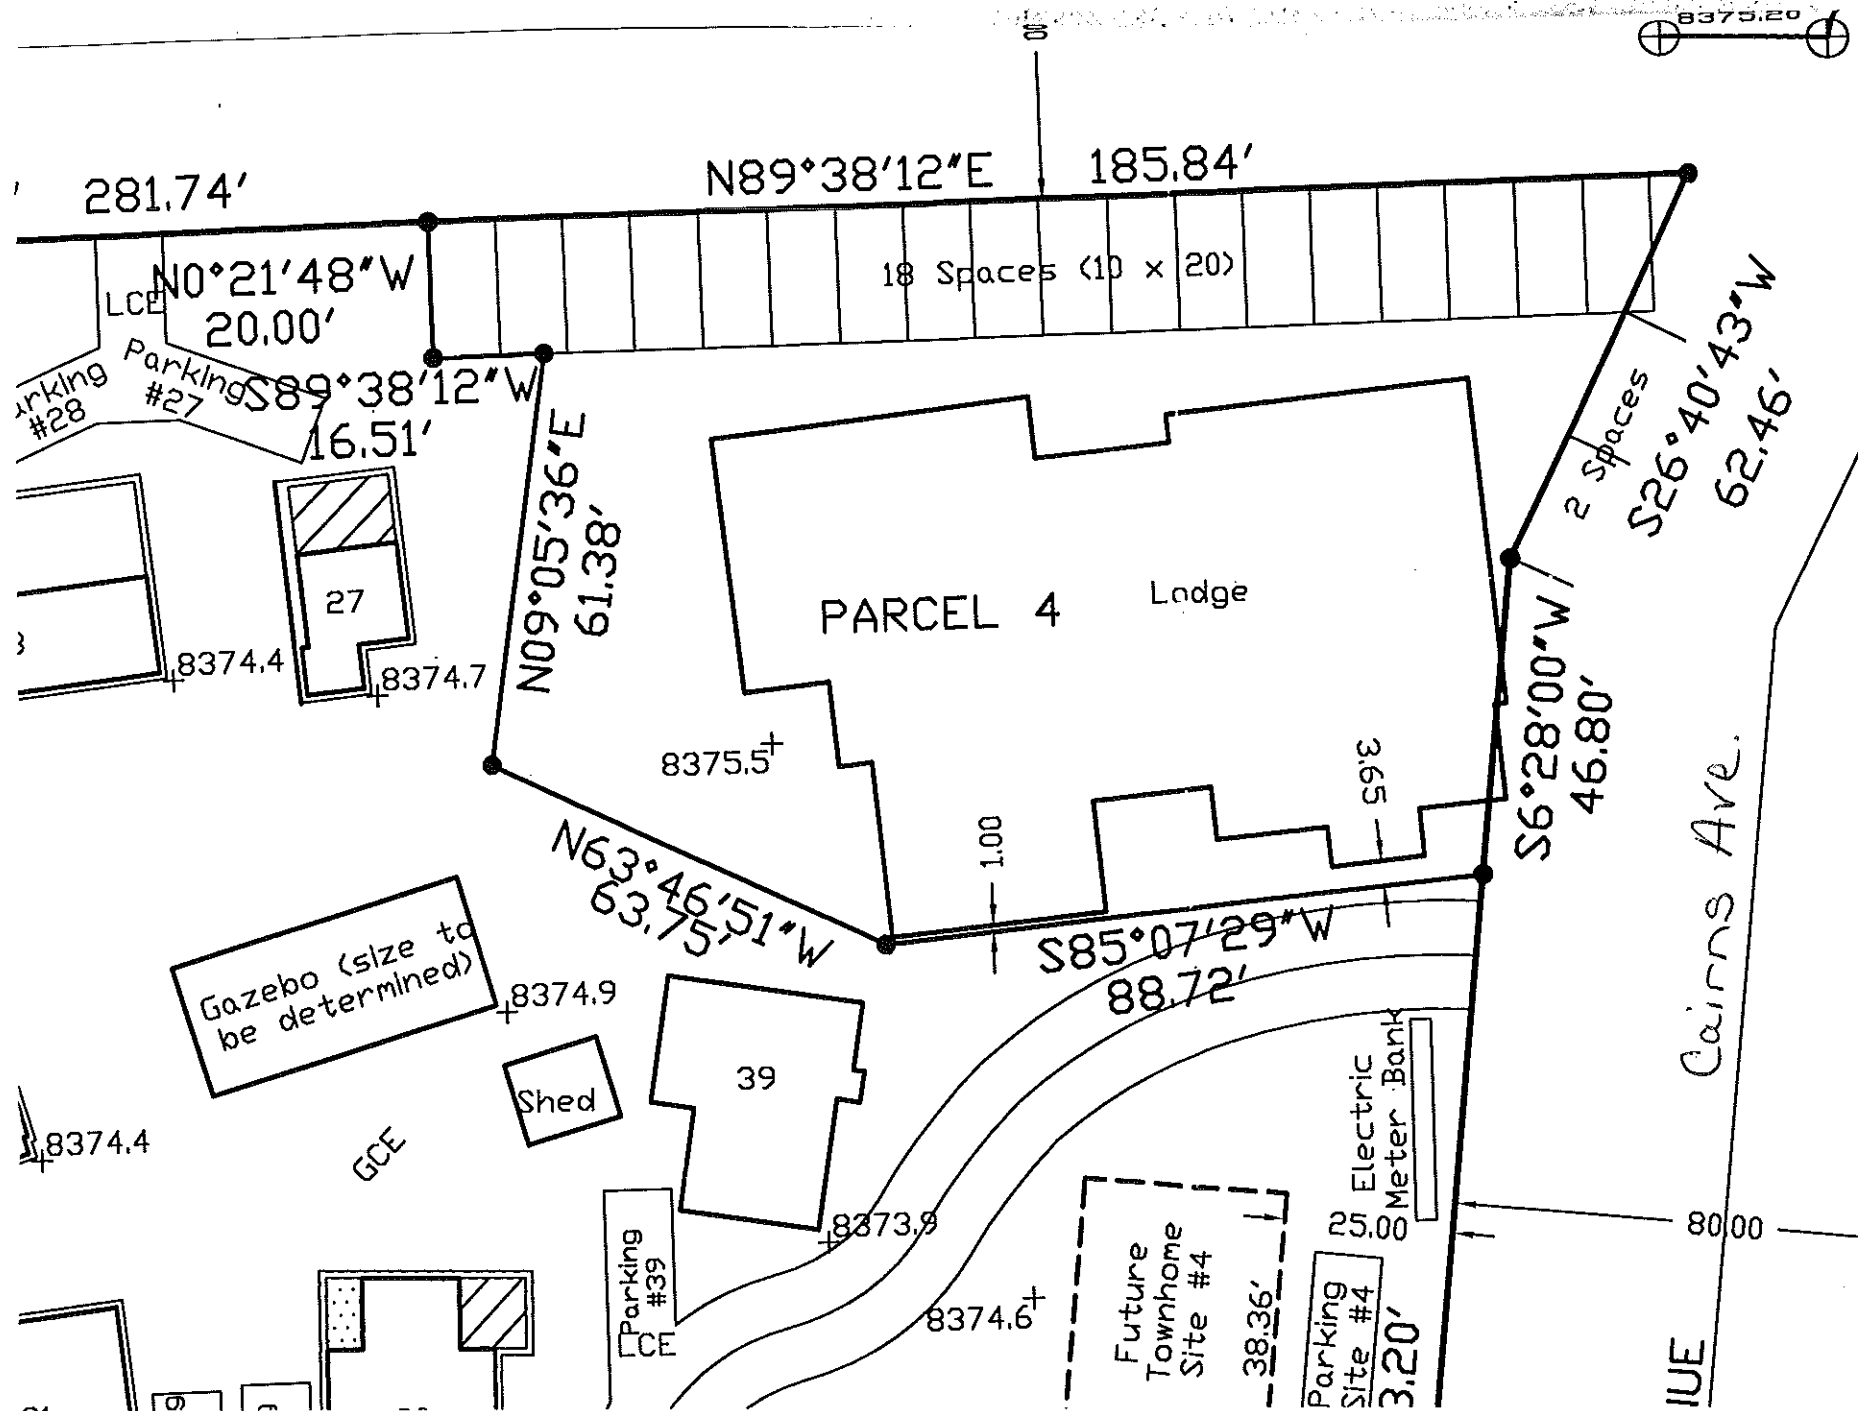 8375.20
281.74'
N89°38'12"E 185.84'
N0°21'48"W
20.00'
LCE
18 Spaces (10 x 20)
Parking
#27
#28
S89°38'12"W
16.51'
N09°05'36"E
61.38'
2 Spaces
S26°40'43"W
62.46'
27
PARCEL 4
Lodge
8374.4
8374.7
8375.5
S6°28'00"W
46.80'
3.65
1.00
N63°46'51"W
63.75'
S85°07'29"W
88.72'
Cairns Ave.
Gazebo (size to
be determined)
8374.9
Shed
39
8374.4
GCE
Electric
Meter Bank
8373.9
Parking
#39
LCE
8374.6
Future
Townhome
Site #4
38.36'
25.00
80.00
Parking
Site #4
3.20'